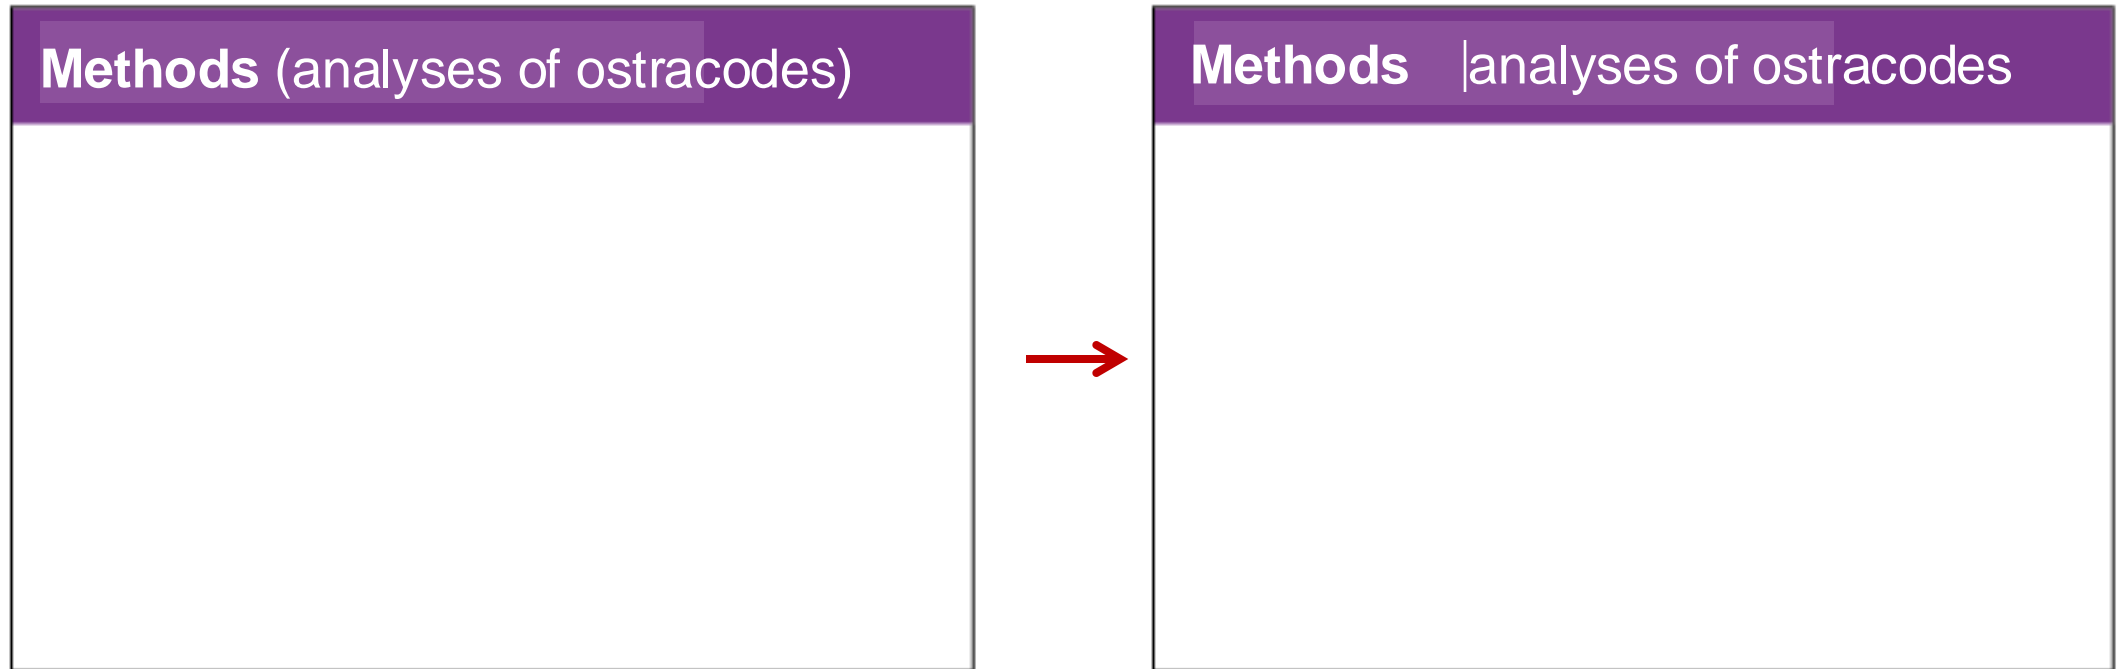 Methods (analyses of ostracodes)
Methods |analyses of ostracodes